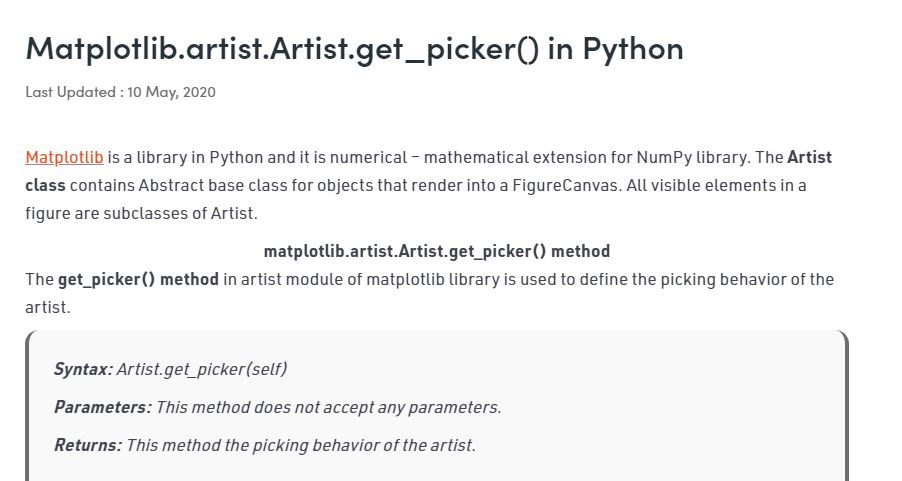 Matplotlib.artist.Artist.get_picker() in Python
Last Updated : 10 May, 2020
Matplotlib is a library in Python and it is numerical – mathematical extension for NumPy library. The Artist
class contains Abstract base class for objects that render into a FigureCanvas. All visible elements in a
figure are subclasses of Artist.
matplotlib.artist.Artist.get_picker() method
The get_picker() method in artist module of matplotlib library is used to define the picking behavior of the
artist.
Syntax: Artist.get_picker(self)
Parameters: This method does not accept any parameters.
Returns: This method the picking behavior of the artist.